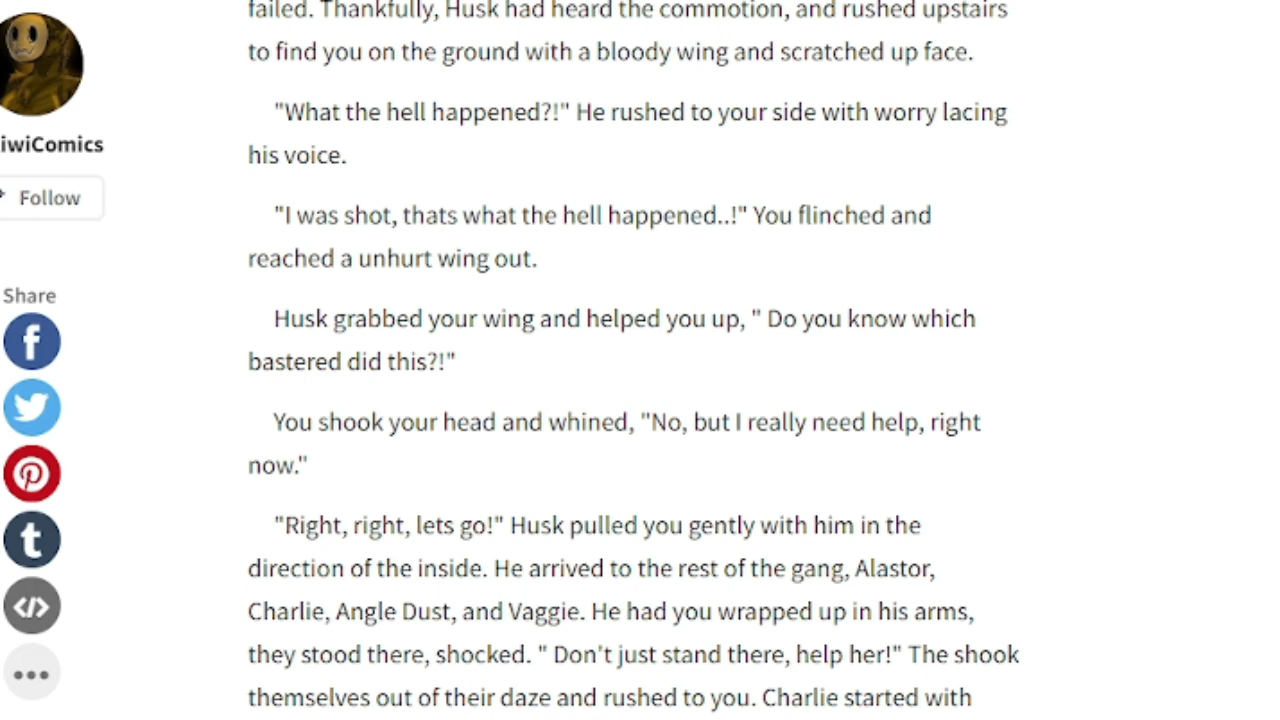 failed. Thankfully, Husk had heard the commotion, and rushed upstairs
to find you on the ground with a bloody wing and scratched up face.
"What the hell happened?!" He rushed to your side with worry lacing
his voice.
"I was shot, thats what the hell happened..!" You flinched and
reached a unhurt wing out.
Husk grabbed your wing and helped you up, " Do you know which
bastered did this?!"
You shook your head and whined, "No, but I really need help, right
now."
"Right, right, lets go!" Husk pulled you gently with him in the
direction of the inside. He arrived to the rest of the gang, Alastor,
Charlie, Angle Dust, and Vaggie. He had you wrapped up in his arms,
they stood there, shocked. " Don't just stand there, help her!" The shook
themselves out of their daze and rushed to you. Charlie started with
iwiComics
Follow
Share
f
t
</>